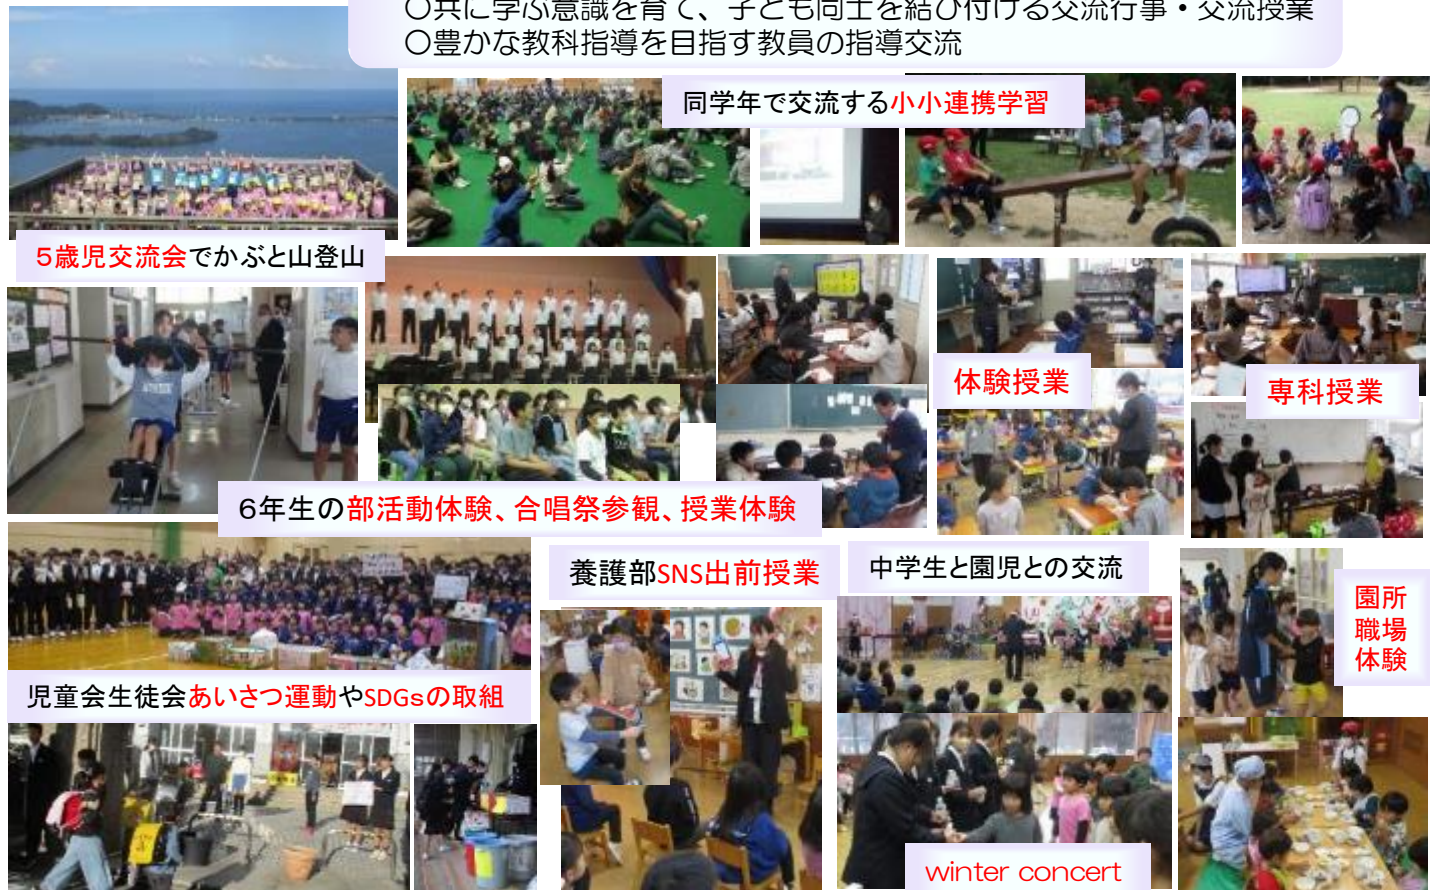 〇共に学ぶ意識を育て、子ども同士を結び付ける交流行事・交流授業
〇豊かな教科指導を目指す教員の指導交流
同学年で交流する小小連携学習
５歳児交流会でかぶと山登山
体験授業
専科授業
６年生の部活動体験、合唱祭参観、授業体験
養護部SNS出前授業
中学生と園児との交流
園所
職場
体験
児童会生徒会あいさつ運動やSDGsの取組
winter concert